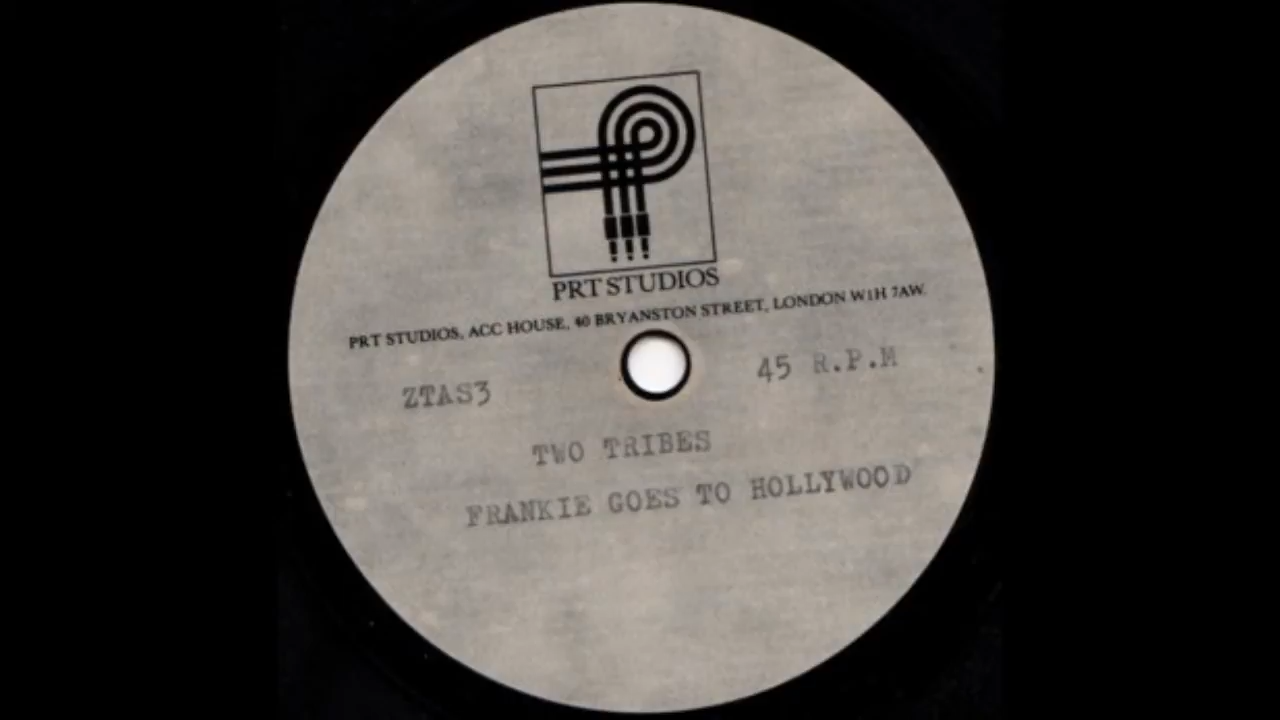 PRT STUDIOS
PRT STUDIOS, ACC HOUSE, 40 BRYANSTON STREET, LONDON W1H 7AW.
ZTAS3 45 R.P.M
TWO TRIBES
FRANKIE GOES TO HOLLYWOOD